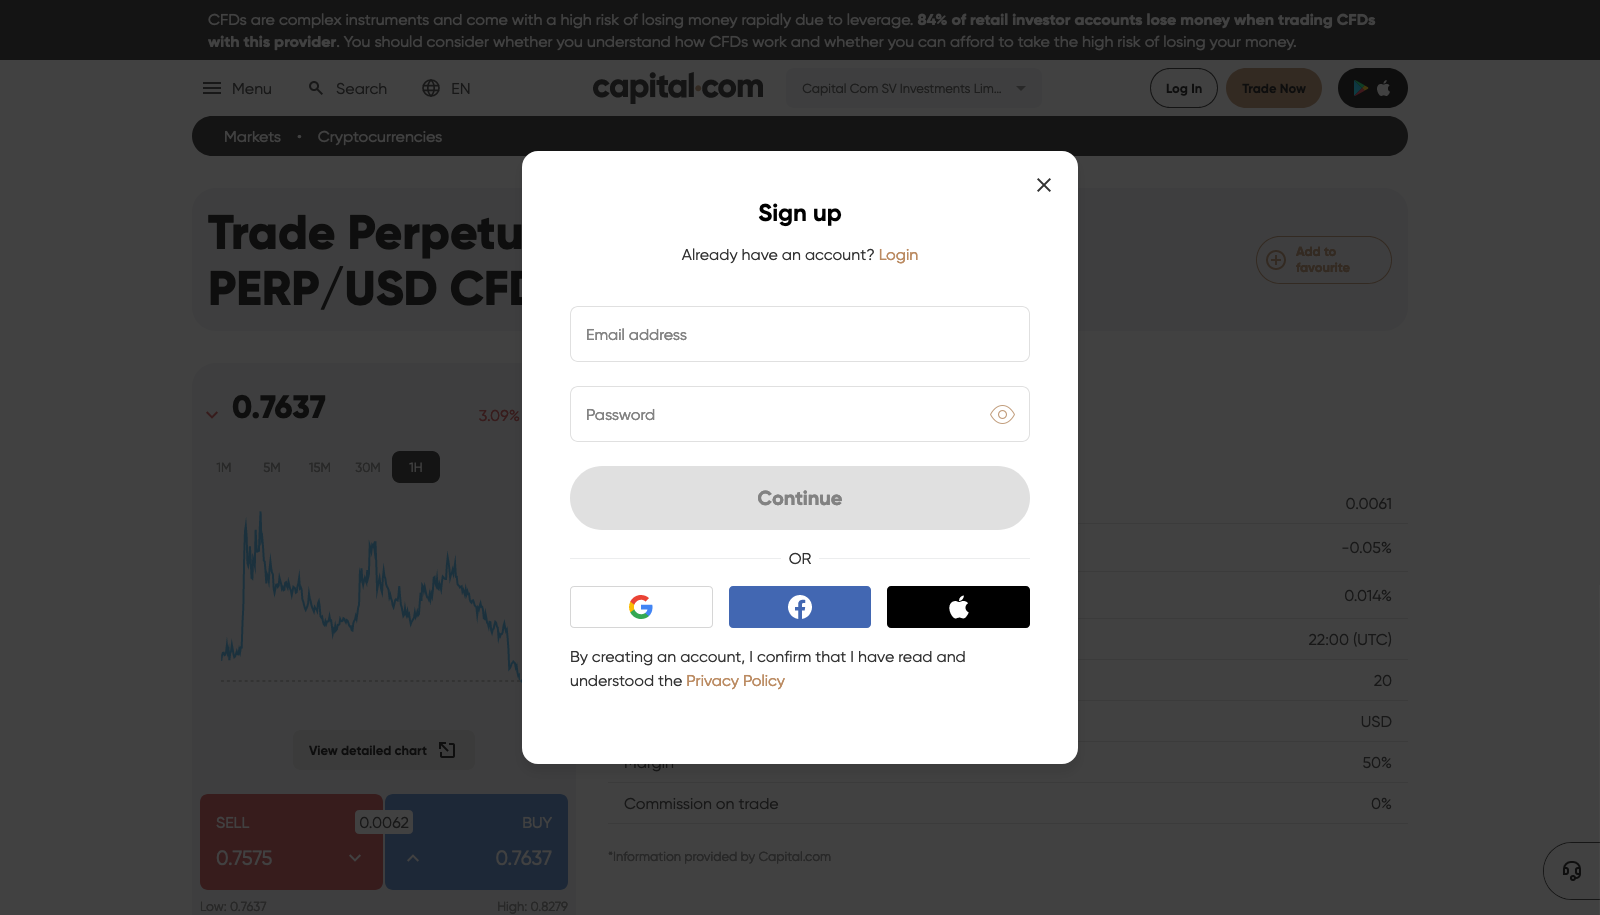 CFDs are complex instruments and come with a high risk of losing money rapidly due to leverage. 84% of retail investor accounts lose money when trading CFDs
with this provider. You should consider whether you understand how CFDs work and whether you can afford to take the high risk of losing your money.
Menu
Search
EN
capital.com
Capital Com SV Investments Lim...
Log In
Trade Now
Markets • Cryptocurrencies
Trade Perpetu
PERP/USD CFD
Add to
favourite
Sign up
Already have an account? Login
Email address
Password
Continue
OR
By creating an account, I confirm that I have read and
understood the Privacy Policy
0.7637
3.09%
1M
5M
15M
30M
1H
View detailed chart
SELL
0.7575
0.0062
BUY
0.7637
Low: 0.7637
High: 0.8279
0.0061
-0.05%
0.014%
22:00 (UTC)
20
USD
Margin 50%
Commission on trade 0%
*Information provided by Capital.com